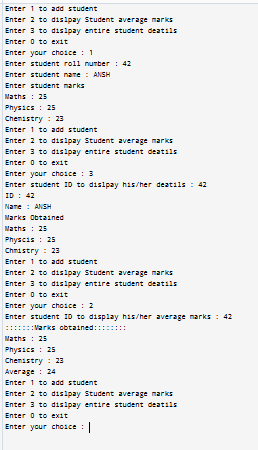 Enter 1 to add student
Enter 2 to dislpay Student average marks
Enter 3 to dislpay entire student deatils
Enter 0 to exit
Enter your choice : 1
Enter student roll number : 42
Enter student name : ANSH
Enter student marks
Maths : 25
Physics : 25
Chemistry : 23
Enter 1 to add student
Enter 2 to dislpay Student average marks
Enter 3 to dislpay entire student deatils
Enter 0 to exit
Enter your choice : 3
Enter student ID to dislpay his/her deatils : 42
ID : 42
Name : ANSH
Marks Obtained
Maths : 25
Physcis : 25
Chmistry : 23
Enter 1 to add student
Enter 2 to dislpay Student average marks
Enter 3 to dislpay entire student deatils
Enter 0 to exit
Enter your choice : 2
Enter student ID to display his/her average marks : 42
:::::::Marks obtained::::::::
Maths : 25
Physics : 25
Chemistry : 23
Average : 24
Enter 1 to add student
Enter 2 to dislpay Student average marks
Enter 3 to dislpay entire student deatils
Enter 0 to exit
Enter your choice :